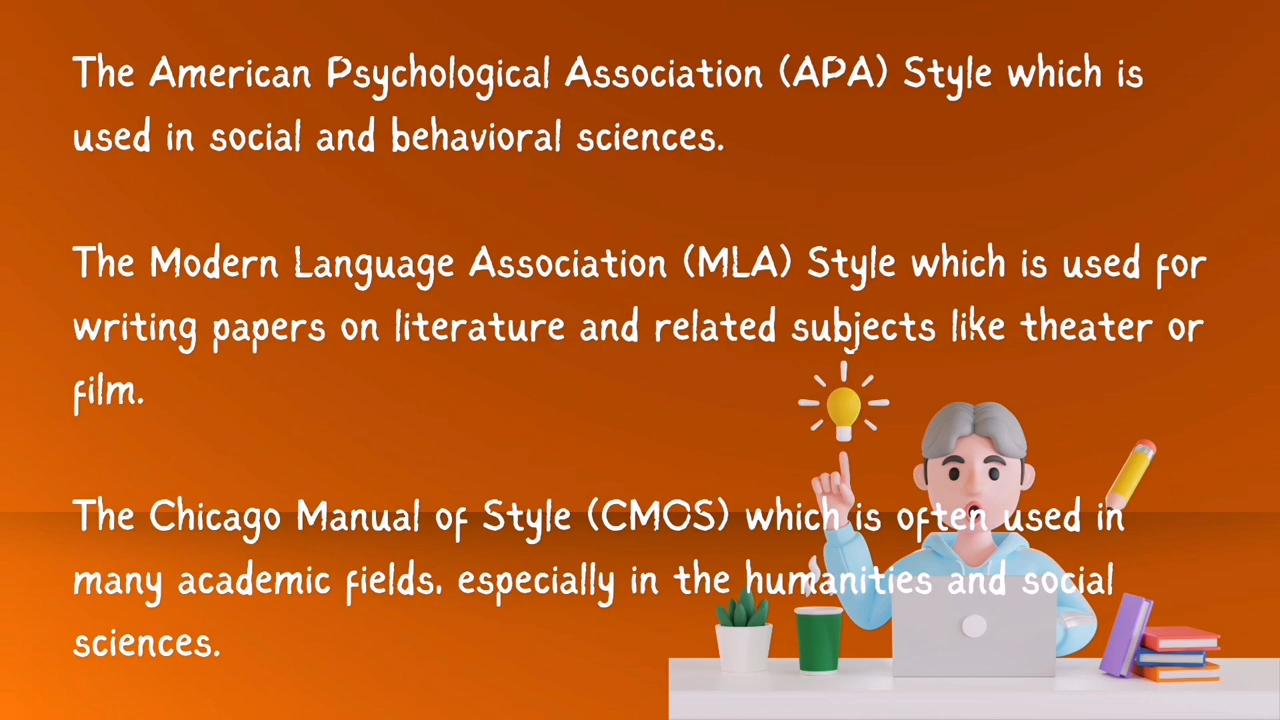 The American Psychological Association (APA) Style which is
used in social and behavioral sciences.
The Modern Language Association (MLA) Style which is used for
writing papers on literature and related subjects like theater or
film.
The Chicago Manual of Style (CMOS) which is often used in
many academic fields, especially in the humanities and social
sciences.